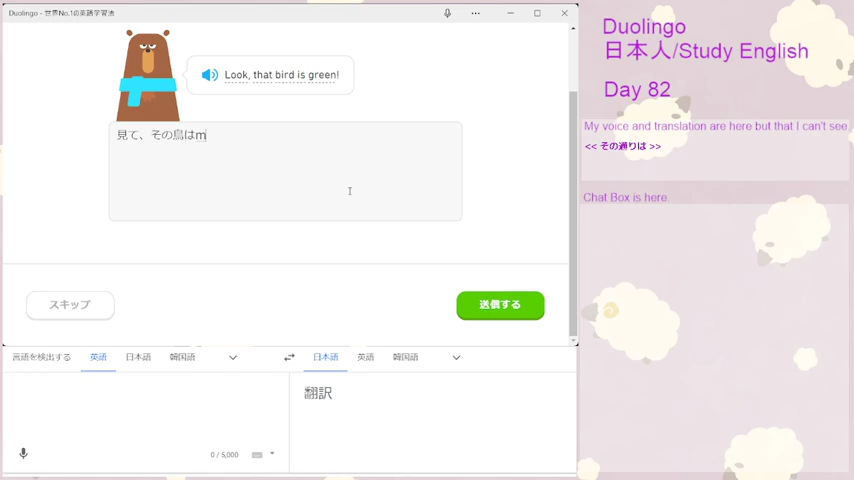 Duolingo - 世界No.1の英語学習法
Look, that bird is green!
見て、その鳥はm
スキップ
送信する
言語を検出する 英語 日本語 韓国語
日本語 英語 韓国語
翻訳
0 / 5,000
Duolingo
日本人/Study English
Day 82
My voice and translation are here but that I can't see.
<< その通りは >>
Chat Box is here.